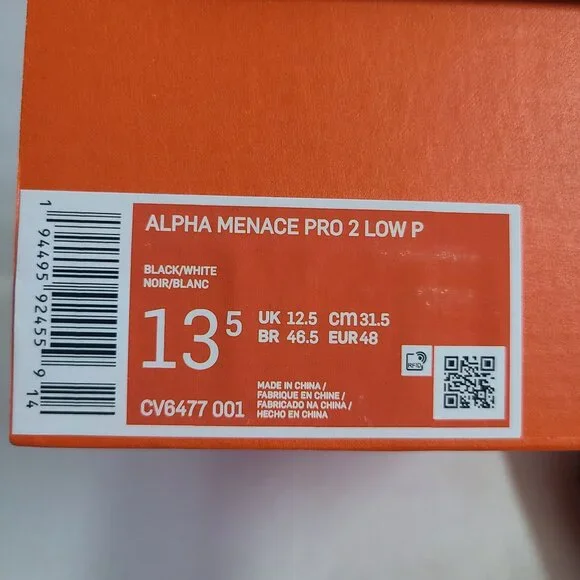 ALPHA MENACE PRO 2 LOW P
BLACK/WHITE
NOIR/BLANC
13 5
UK 12.5 CM 31.5
BR 46.5 EUR 48
CV6477 001
MADE IN CHINA /
FABRIQUE EN CHINE /
FABRICADO NA CHINA /
HECHO EN CHINA
RFID
1 94495 92455 9 14